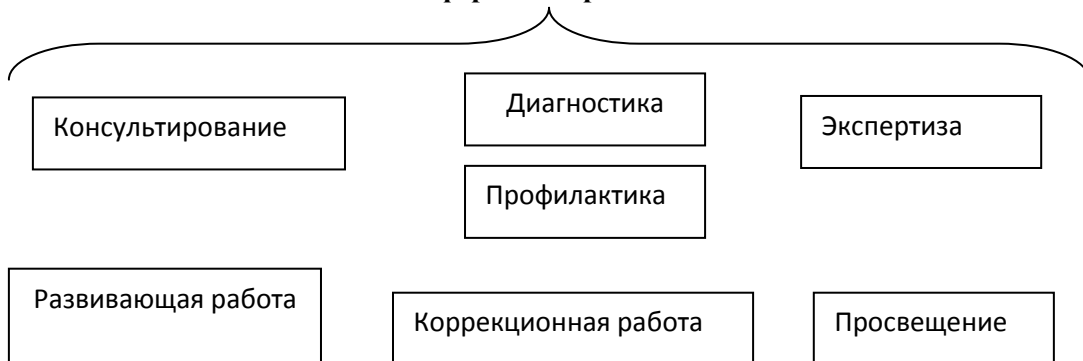 Консультирование
Диагностика
Экспертиза
Профилактика
Развивающая работа
Коррекционная работа
Просвещение